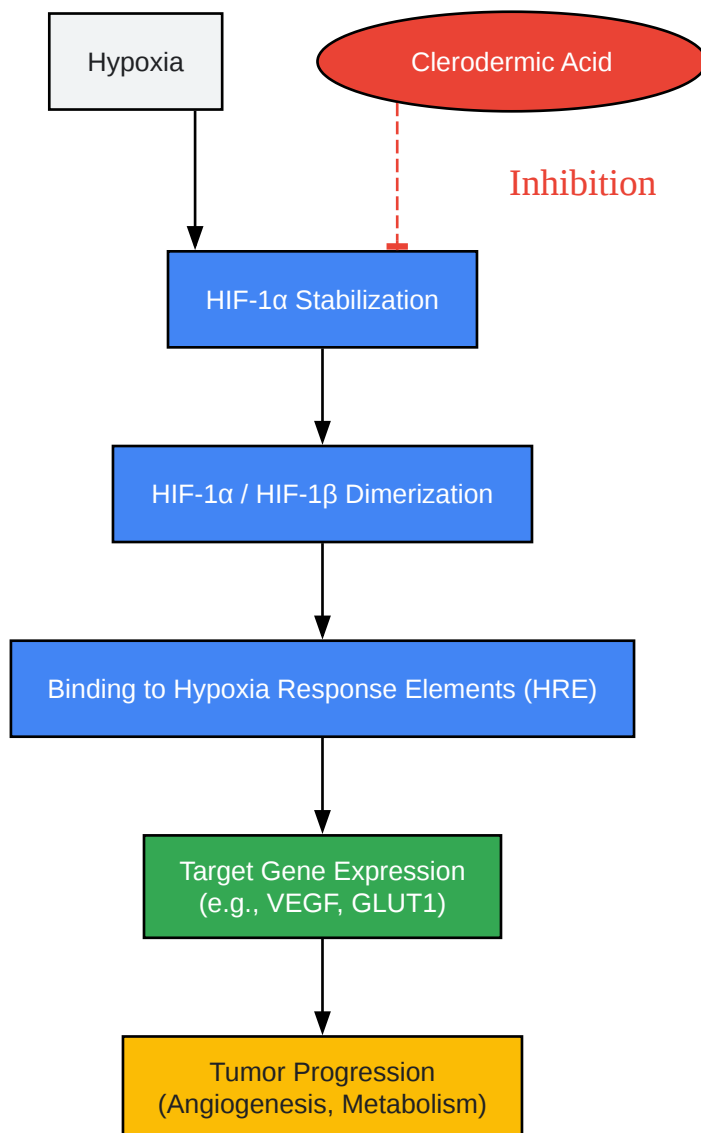 Hypoxia
Clerodermic Acid
Inhibition
HIF-1α Stabilization
HIF-1α / HIF-1β Dimerization
Binding to Hypoxia Response Elements (HRE)
Target Gene Expression
(e.g., VEGF, GLUT1)
Tumor Progression
(Angiogenesis, Metabolism)